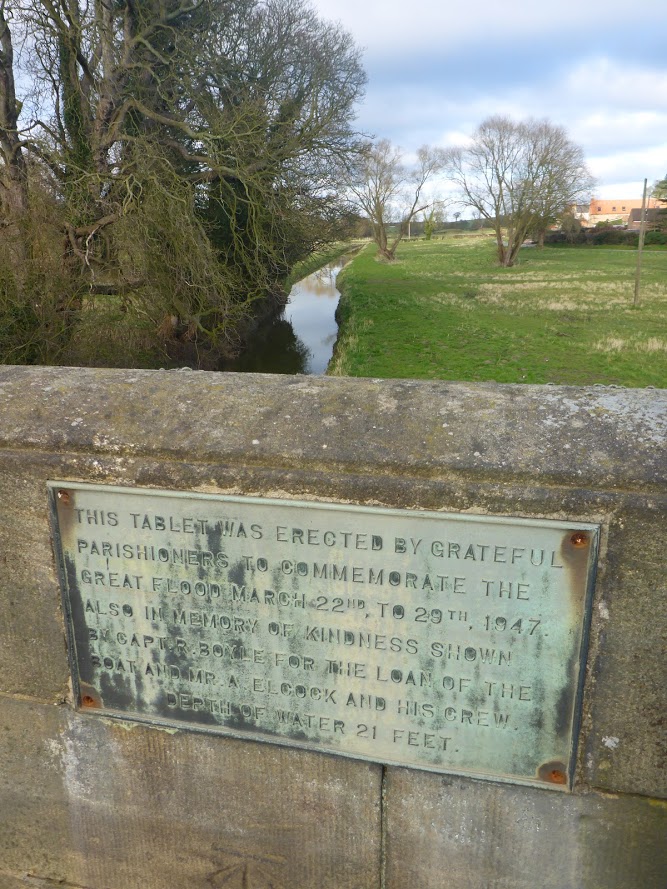 THIS TABLET WAS ERECTED BY GRATEFUL
PARISHIONERS TO COMMEMORATE THE
GREAT FLOOD MARCH 22ND, TO 29TH, 1947.
ALSO IN MEMORY OF KINDNESS SHOWN
BY CAPT. R. BOYLE FOR THE LOAN OF THE
BOAT AND MR. A. ELCOCK AND HIS CREW.
DEPTH OF WATER 21 FEET.